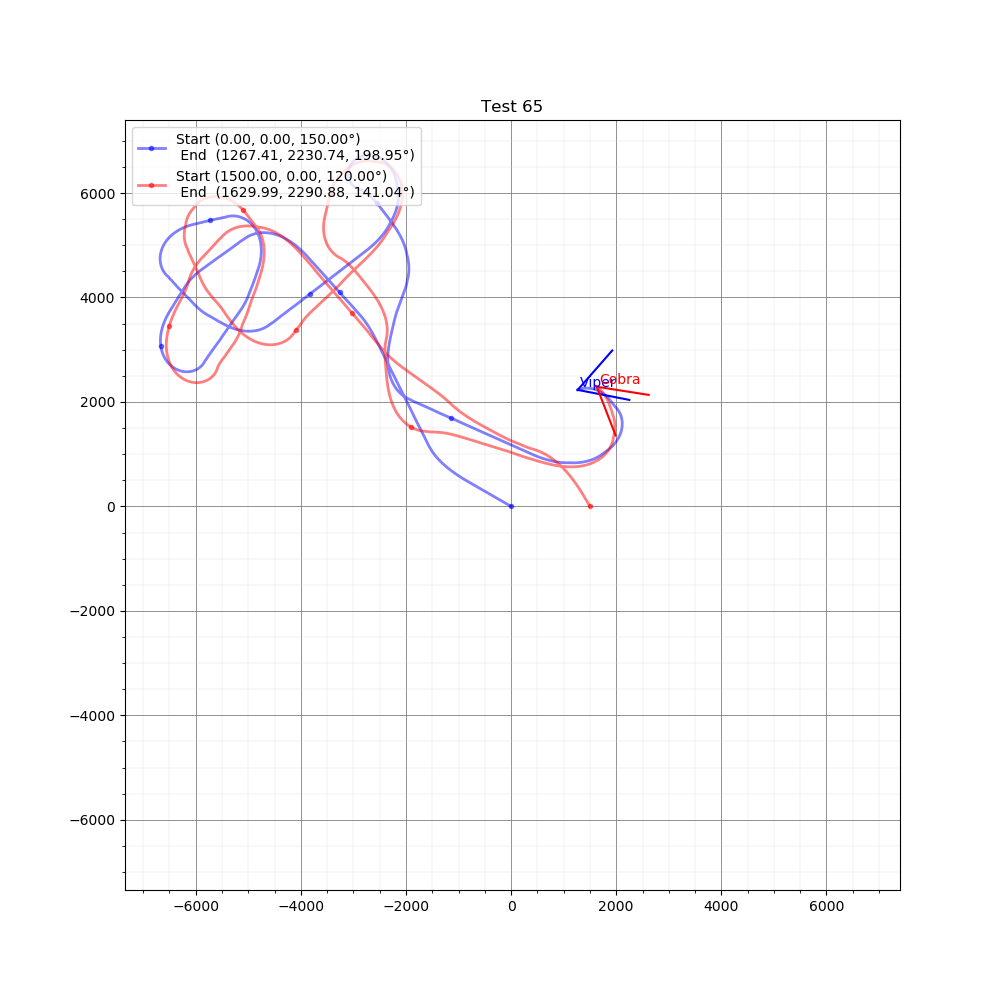 Test 65
Start (0.00, 0.00, 150.00°)
End (1267.41, 2230.74, 198.95°)
Start (1500.00, 0.00, 120.00°)
End (1629.99, 2290.88, 141.04°)
6000
4000
2000
0
−2000
−4000
−6000
Viper
Cobra
−6000 −4000 −2000 0 2000 4000 6000